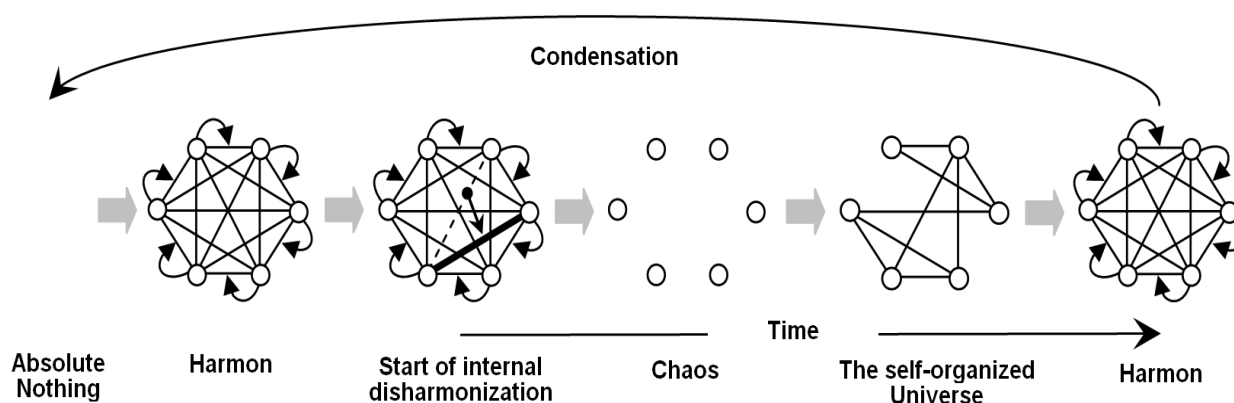 Condensation
Time
Absolute
Nothing
Harmon
Start of internal
disharmonization
Chaos
The self-organized
Universe
Harmon